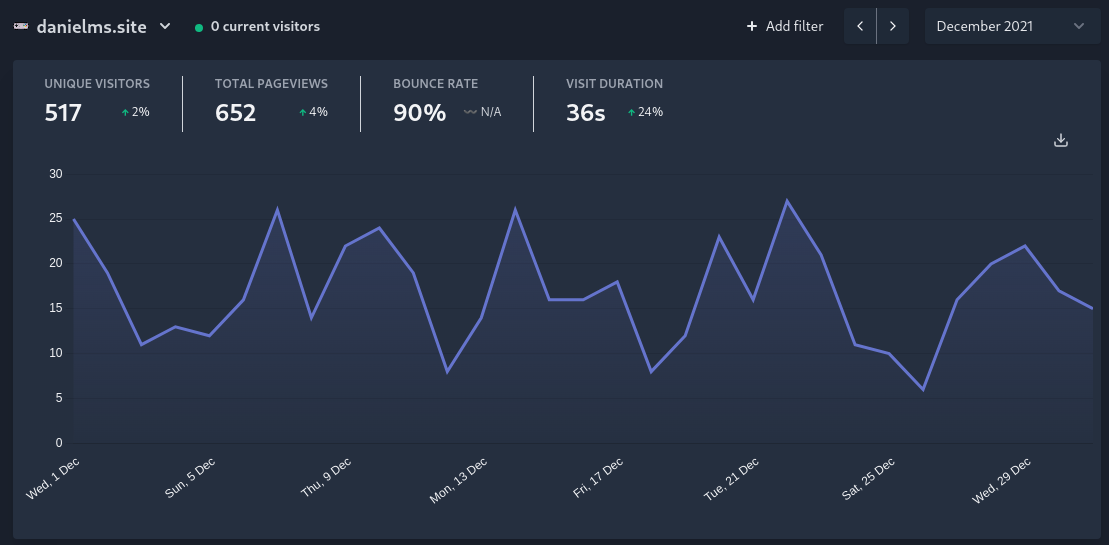 danielms.site 0 current visitors + Add filter December 2021
UNIQUE VISITORS TOTAL PAGEVIEWS BOUNCE RATE VISIT DURATION
517 ↑ 2% 652 ↑ 4% 90% N/A 36s ↑ 24%
30
25
20
15
10
5
0
Wed, 1 Dec Sun, 5 Dec Thu, 9 Dec Mon, 13 Dec Fri, 17 Dec Tue, 21 Dec Sat, 25 Dec Wed, 29 Dec